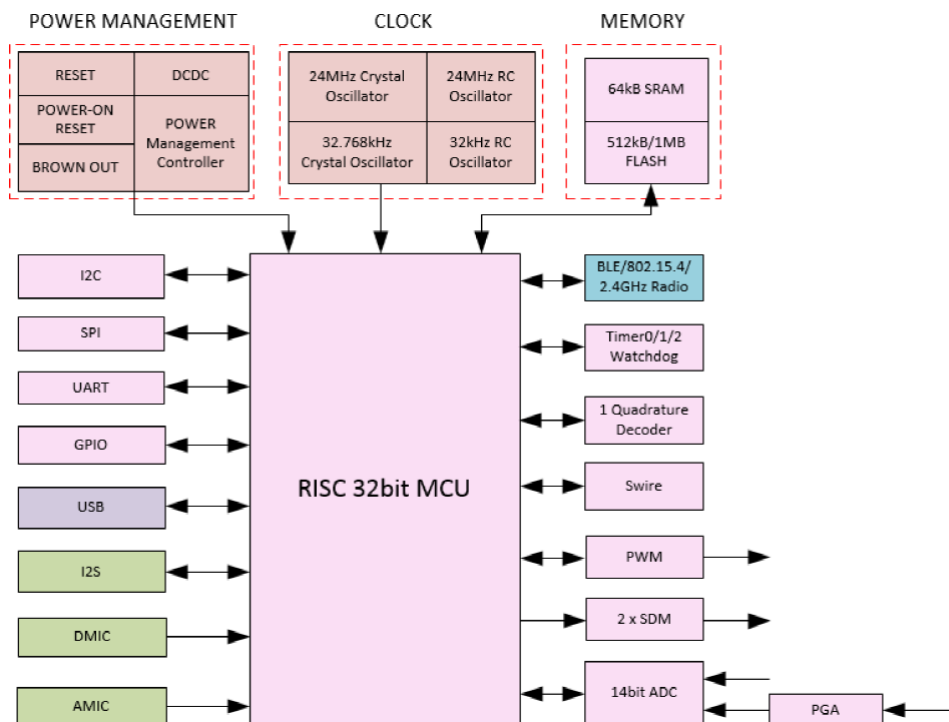 POWER MANAGEMENT
CLOCK
MEMORY
RESET
DCDC
POWER-ON
RESET
POWER
Management
Controller
BROWN OUT
24MHz Crystal
Oscillator
24MHz RC
Oscillator
32.768kHz
Crystal Oscillator
32kHz RC
Oscillator
64kB SRAM
512kB/1MB
FLASH
I2C
SPI
UART
GPIO
USB
I2S
DMIC
AMIC
RISC 32bit MCU
BLE/802.15.4/
2.4GHz Radio
Timer0/1/2
Watchdog
1 Quadrature
Decoder
Swire
PWM
2 x SDM
14bit ADC
PGA